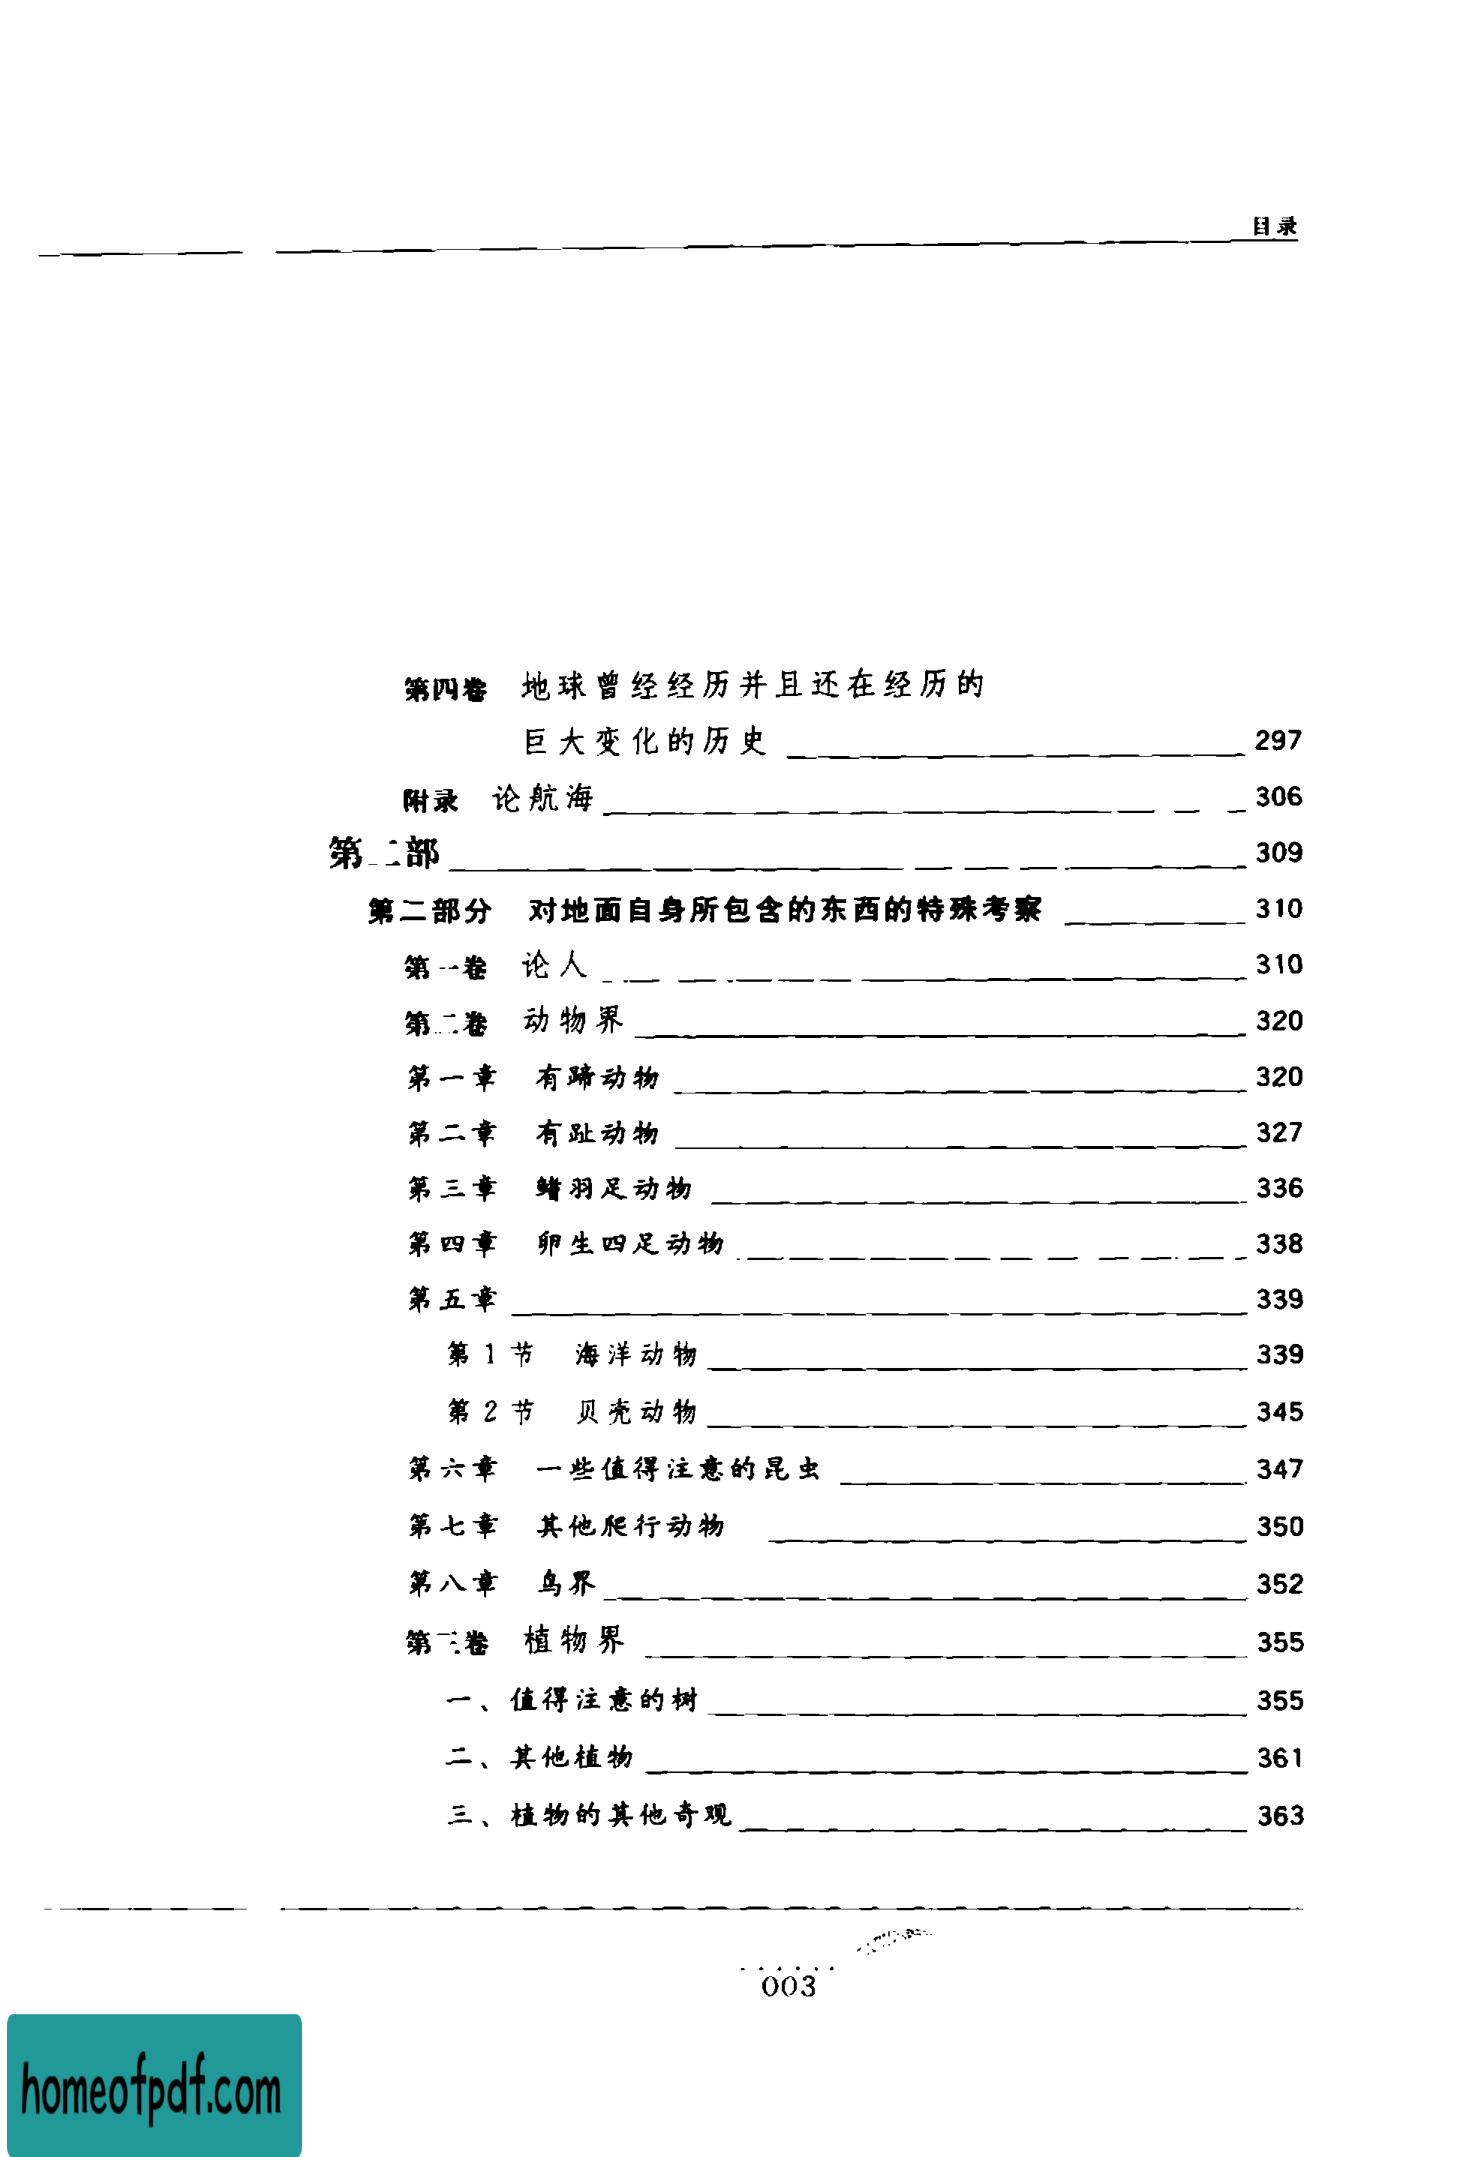 目录
第四卷 地球曾经经历并且还在经历的
巨大变化的历史 297
附录 论航海 306
第二部 309
第二部分 对地面自身所包含的东西的特殊考察 310
第一卷 论人 310
第二卷 动物界 320
第一章 有蹄动物 320
第二章 有趾动物 327
第三章 鳍羽足动物 336
第四章 卵生四足动物 338
第五章 339
第1节 海洋动物 339
第2节 贝壳动物 345
第六章 一些值得注意的昆虫 347
第七章 其他爬行动物 350
第八章 鸟界 352
第三卷 植物界 355
一、值得注意的树 355
二、其他植物 361
三、植物的其他奇观 363
003
homeofpdf.com